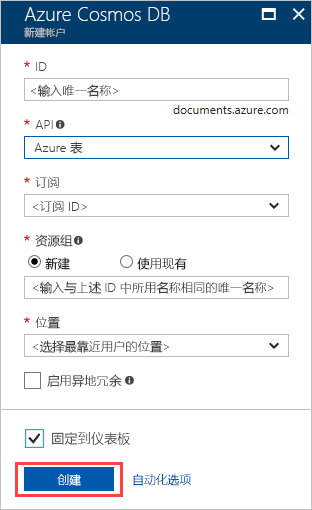 Azure Cosmos DB
新建帐户
* ID
<输入唯一名称>
documents.azure.com
* API
Azure 表
* 订阅
<订阅 ID>
* 资源组
新建 使用现有
<输入与上述 ID 中所用名称相同的唯一名称>
* 位置
<选择最靠近用户的位置>
启用异地冗余
固定到仪表板
创建 自动化选项